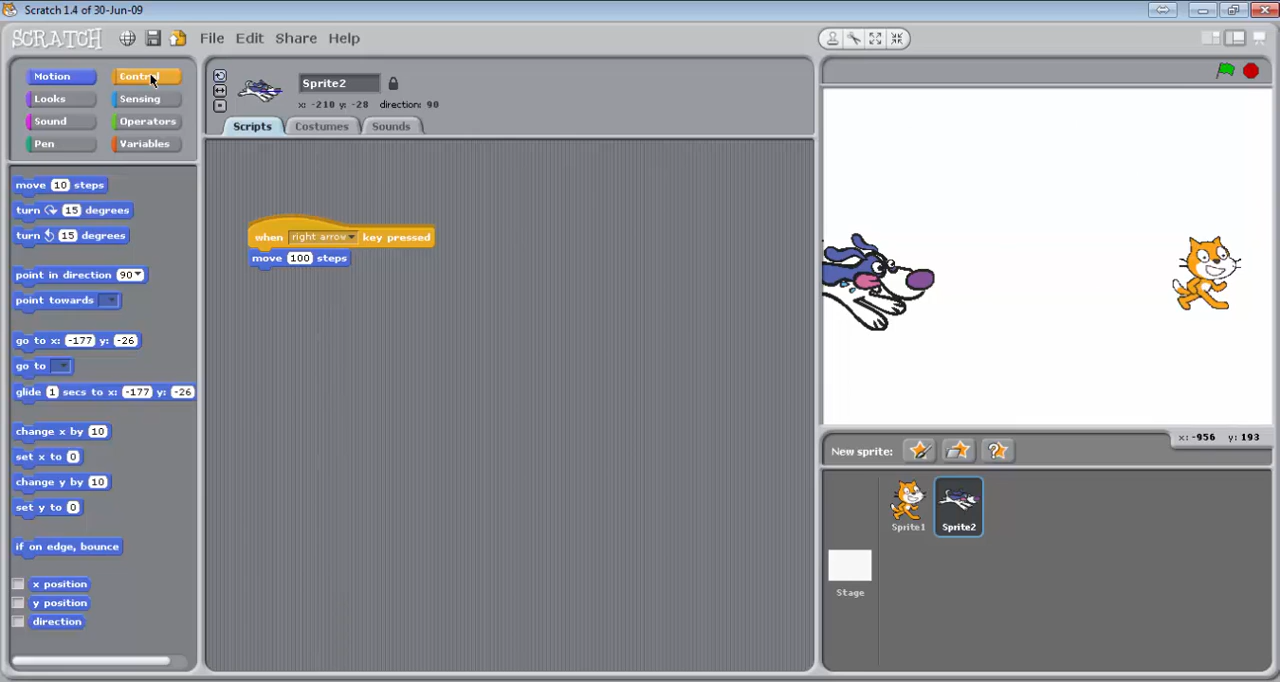 Scratch 1.4 of 30-Jun-09
SCRATCH File Edit Share Help
Motion Control
Looks Sensing
Sound Operators
Pen Variables
Sprite2
x: -210 y: -28 direction: 90
Scripts Costumes Sounds
move 10 steps
turn 15 degrees
turn 15 degrees
point in direction 90
point towards
go to x: -177 y: -26
go to
glide 1 secs to x: -177 y: -26
change x by 10
set x to 0
change y by 10
set y to 0
if on edge, bounce
x position
y position
direction
when right arrow key pressed
move 100 steps
x: -956 y: 193
New sprite:
Sprite1 Sprite2
Stage